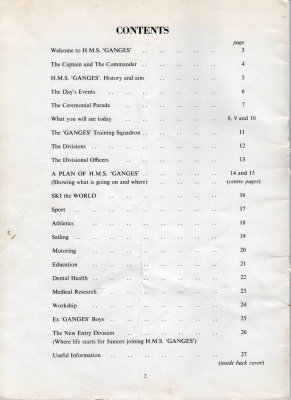 CONTENTS
page
Welcome to H.M.S. 'GANGES' .. .. .. .. .. 3
The Captain and The Commander .. .. .. .. .. 4
H.M.S. 'GANGES'. History and aim .. .. .. .. 5
The Day's Events .. .. .. .. .. .. 6
The Ceremonial Parade .. .. .. .. .. .. 7
What you will see today .. .. .. .. .. 8, 9 and 10
The 'GANGES' Training Squadron .. .. .. .. .. 11
The Divisions .. .. .. .. .. .. .. 12
The Divisional Officers .. .. .. .. .. .. 13
A PLAN OF H.M.S. 'GANGES' .. .. .. .. .. 14 and 15
(Showing what is going on and where) (centre pages)
SKI the WORLD .. .. .. .. .. .. 16
Sport .. .. .. .. .. .. .. .. 17
Athletics .. .. .. .. .. .. .. 18
Sailing .. .. .. .. .. .. .. .. 19
Motoring .. .. .. .. .. .. .. 20
Education .. .. .. .. .. .. .. 21
Dental Health .. .. .. .. .. .. .. 22
Medical Research .. .. .. .. .. .. 23
Workship .. .. .. .. .. .. .. 24
Ex 'GANGES' Boys .. .. .. .. .. .. 25
The New Entry Division .. .. .. .. .. 26
(Where life starts for Juniors joining H.M.S. 'GANGES')
Useful Information .. .. .. .. .. .. 27
(inside back cover)
2